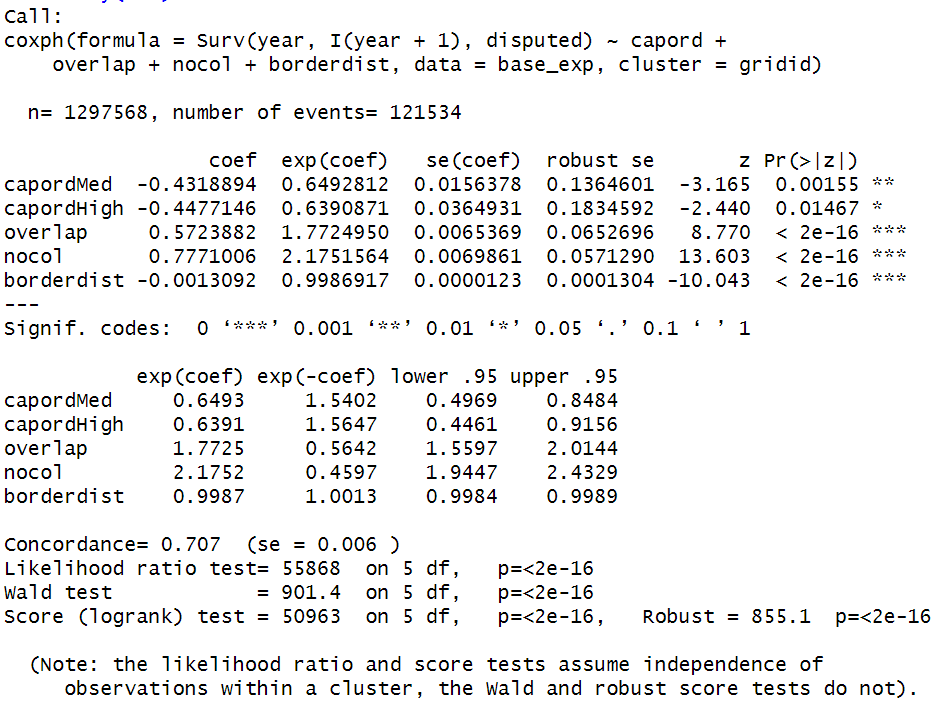 Call:
coxph(formula = Surv(year, I(year + 1), disputed) ~ capord +
    overlap + nocol + borderdist, data = base_exp, cluster = gridid)

  n= 1297568, number of events= 121534

                 coef  exp(coef)   se(coef)  robust se       z Pr(>|z|)
capordMed  -0.4318894  0.6492812  0.0156378  0.1364601  -3.165  0.00155 **
capordHigh -0.4477146  0.6390871  0.0364931  0.1834592  -2.440  0.01467 *
overlap     0.5723882  1.7724950  0.0065369  0.0652696   8.770  < 2e-16 ***
nocol       0.7771006  2.1751564  0.0069861  0.0571290  13.603  < 2e-16 ***
borderdist -0.0013092  0.9986917  0.0000123  0.0001304 -10.043  < 2e-16 ***
---
Signif. codes:  0 ‘***’ 0.001 ‘**’ 0.01 ‘*’ 0.05 ‘.’ 0.1 ‘ ’ 1

           exp(coef) exp(-coef) lower .95 upper .95
capordMed     0.6493     1.5402    0.4969    0.8484
capordHigh    0.6391     1.5647    0.4461    0.9156
overlap       1.7725     0.5642    1.5597    2.0144
nocol         2.1752     0.4597    1.9447    2.4329
borderdist    0.9987     1.0013    0.9984    0.9989

Concordance= 0.707  (se = 0.006 )
Likelihood ratio test= 55868  on 5 df,   p=<2e-16
Wald test            = 901.4  on 5 df,   p=<2e-16
Score (logrank) test = 50963  on 5 df,   p=<2e-16,   Robust = 855.1  p=<2e-16

  (Note: the likelihood ratio and score tests assume independence of
     observations within a cluster, the Wald and robust score tests do not).